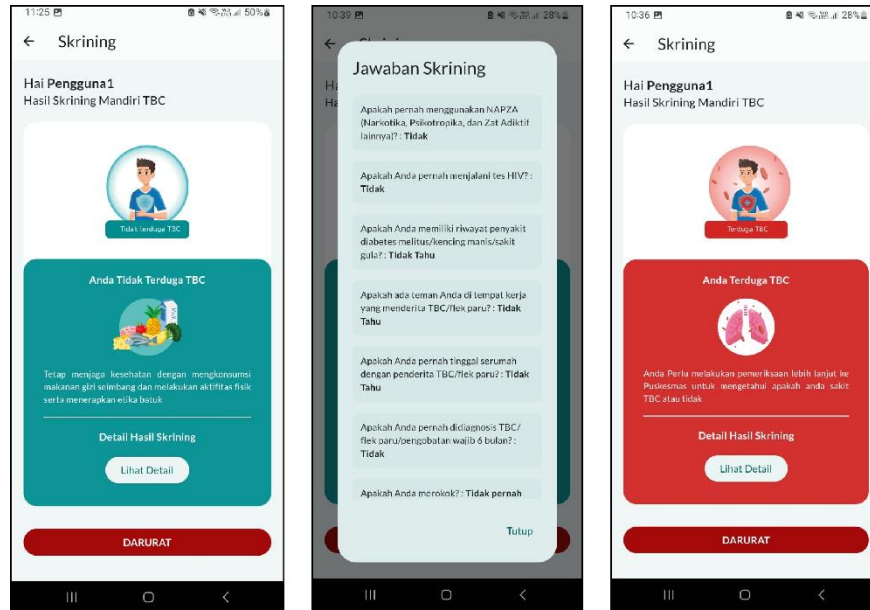 11:25
50%
← Skrining
Hai Pengguna1
Hasil Skrining Mandiri TBC
Tidak terduga TBC
Anda Tidak Terduga TBC
Tetap menjaga kesehatan dengan mengkonsumsi
makanan gizi seimbang dan melakukan aktifitas fisik
serta menerapkan etika batuk
Detail Hasil Skrining
Lihat Detail
DARURAT
10:39
28%
Jawaban Skrining
Apakah pernah menggunakan NAPZA
(Narkotika, Psikotropika, dan Zat Adiktif
lainnya)? : Tidak
Apakah Anda pernah menjalani tes HIV? :
Tidak
Apakah Anda memiliki riwayat penyakit
diabetes melitus/kencing manis/sakit
gula? : Tidak Tahu
Apakah ada teman Anda di tempat kerja
yang menderita TBC/flek paru? : Tidak
Tahu
Apakah Anda pernah tinggal serumah
dengan penderita TBC/flek paru? : Tidak
Tahu
Apakah Anda pernah didiagnosis TBC/
flek paru/pengobatan wajib 6 bulan? :
Tidak
Apakah Anda merokok? : Tidak pernah
Tutup
10:36
28%
← Skrining
Hai Pengguna1
Hasil Skrining Mandiri TBC
Terduga TBC
Anda Terduga TBC
Anda Perlu melakukan pemeriksaan lebih lanjut ke
Puskesmas untuk mengetahui apakah anda sakit
TBC atau tidak
Detail Hasil Skrining
Lihat Detail
DARURAT